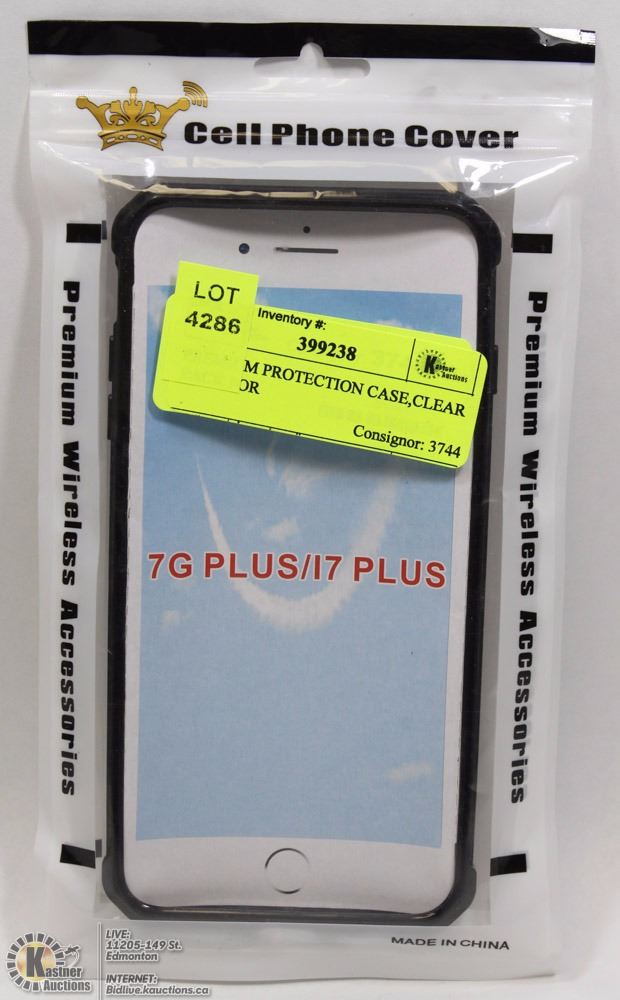 Cell Phone Cover
Premium Wireless Accessories
Premium Wireless Accessories
LOT
4286
Inventory #:
399238
Kastner
Auctions
M PROTECTION CASE,CLEAR
OR
Consignor: 3744
7G PLUS/I7 PLUS
MADE IN CHINA
Kastner
Auctions
LIVE:
11205-149 St.
Edmonton
INTERNET:
Bidlive.kauctions.ca